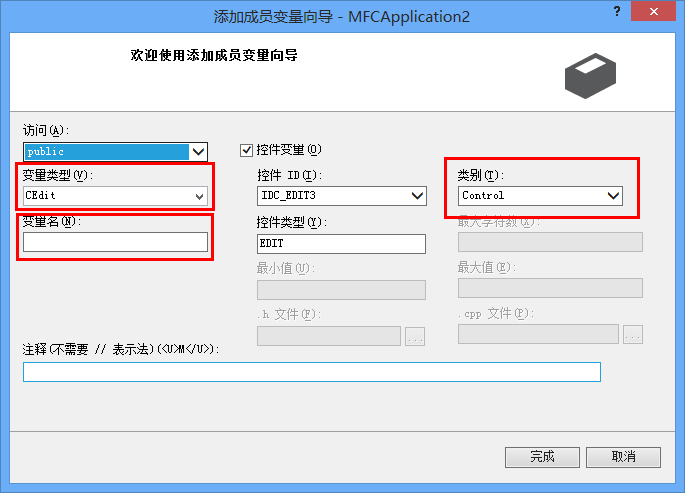 添加成员变量向导 - MFCApplication2
?
欢迎使用添加成员变量向导
访问(A):
public
控件变量(O)
变量类型(V):
CEdit
控件 ID(I):
IDC_EDIT3
类别(T):
Control
变量名(N):
控件类型(Y):
EDIT
最大字符数(X):
最小值(U):
最大值(E):
.h 文件(F):
...
.cpp 文件(P):
...
注释(不需要 // 表示法)(<U>M</U>):
完成
取消